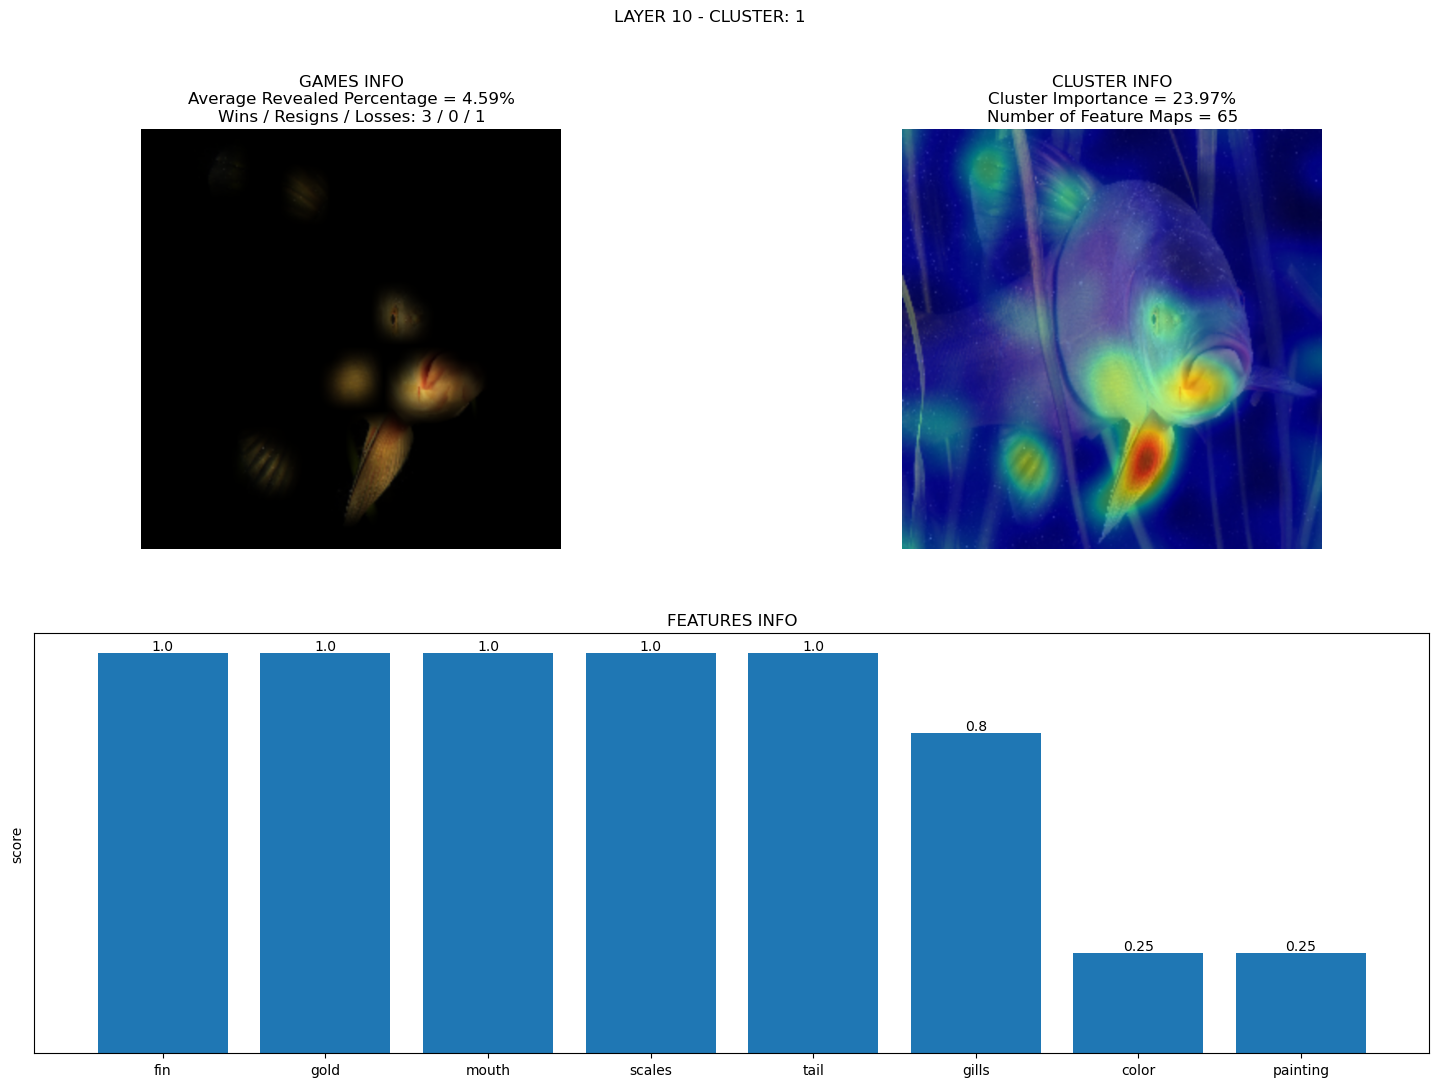 LAYER 10 - CLUSTER: 1
GAMES INFO
Average Revealed Percentage = 4.59%
Wins / Resigns / Losses: 3 / 0 / 1
CLUSTER INFO
Cluster Importance = 23.97%
Number of Feature Maps = 65
FEATURES INFO
1.0 1.0 1.0 1.0 1.0 0.8 0.25 0.25
score
fin gold mouth scales tail gills color painting